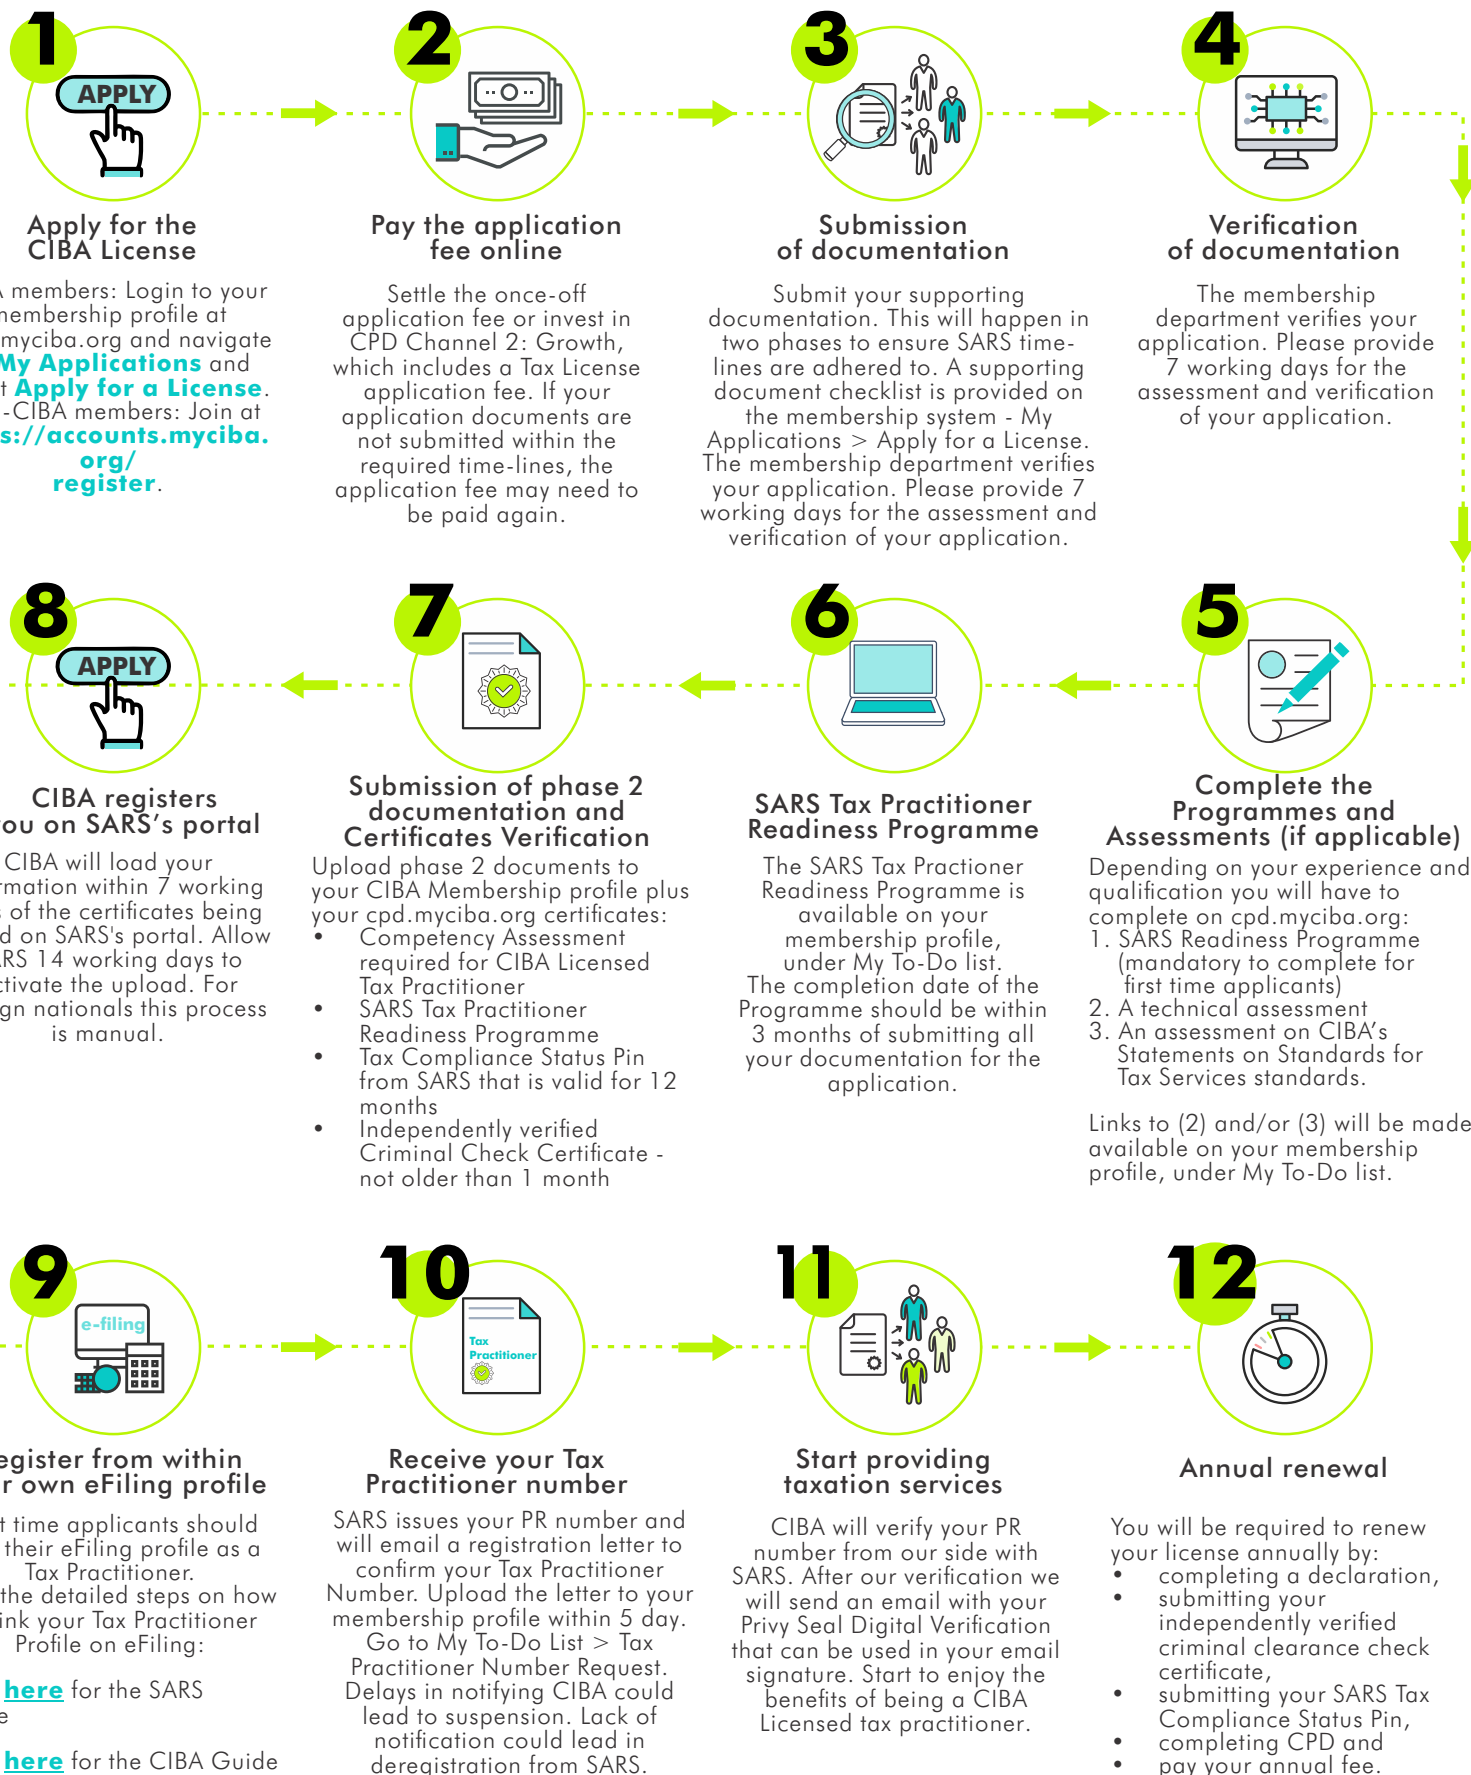 1
APPLY
Apply for the
CIBA License
members: Login to your
membership profile at
myciba.org and navigate
My Applications and
Apply for a License.
-CIBA members: Join at
s://accounts.myciba.
org/
register.
2
Pay the application
fee online
Settle the once-off
application fee or invest in
CPD Channel 2: Growth,
which includes a Tax License
application fee. If your
application documents are
not submitted within the
required time-lines, the
application fee may need to
be paid again.
3
Submission
of documentation
Submit your supporting
documentation. This will happen in
two phases to ensure SARS time-
lines are adhered to. A supporting
document checklist is provided on
the membership system - My
Applications > Apply for a License.
The membership department verifies
your application. Please provide 7
working days for the assessment and
verification of your application.
4
Verification
of documentation
The membership
department verifies your
application. Please provide
7 working days for the
assessment and verification
of your application.
5
Complete the
Programmes and
Assessments (if applicable)
Depending on your experience and
qualification you will have to
complete on cpd.myciba.org:
1. SARS Readiness Programme
(mandatory to complete for
first time applicants)
2. A technical assessment
3. An assessment on CIBA's
Statements on Standards for
Tax Services standards.
Links to (2) and/or (3) will be made
available on your membership
profile, under My To-Do list.
6
SARS Tax Practitioner
Readiness Programme
The SARS Tax Practioner
Readiness Programme is
available on your
membership profile,
under My To-Do list.
The completion date of the
Programme should be within
3 months of submitting all
your documentation for the
application.
7
Submission of phase 2
documentation and
Certificates Verification
Upload phase 2 documents to
your CIBA Membership profile plus
your cpd.myciba.org certificates:
• Competency Assessment
required for CIBA Licensed
Tax Practitioner
• SARS Tax Practitioner
Readiness Programme
• Tax Compliance Status Pin
from SARS that is valid for 12
months
• Independently verified
Criminal Check Certificate -
not older than 1 month
8
APPLY
CIBA registers
you on SARS's portal
CIBA will load your
rmation within 7 working
of the certificates being
d on SARS's portal. Allow
RS 14 working days to
ctivate the upload. For
gn nationals this process
is manual.
9
e-filing
egister from within
r own eFiling profile
t time applicants should
their eFiling profile as a
Tax Practitioner.
the detailed steps on how
ink your Tax Practitioner
Profile on eFiling:
here for the SARS
e
here for the CIBA Guide
10
Tax
Practitioner
Receive your Tax
Practitioner number
SARS issues your PR number and
will email a registration letter to
confirm your Tax Practitioner
Number. Upload the letter to your
membership profile within 5 day.
Go to My To-Do List > Tax
Practitioner Number Request.
Delays in notifying CIBA could
lead to suspension. Lack of
notification could lead in
deregistration from SARS.
11
Start providing
taxation services
CIBA will verify your PR
number from our side with
SARS. After our verification we
will send an email with your
Privy Seal Digital Verification
that can be used in your email
signature. Start to enjoy the
benefits of being a CIBA
Licensed tax practitioner.
12
Annual renewal
You will be required to renew
your license annually by:
• completing a declaration,
• submitting your
independently verified
criminal clearance check
certificate,
• submitting your SARS Tax
Compliance Status Pin,
• completing CPD and
• pay your annual fee.